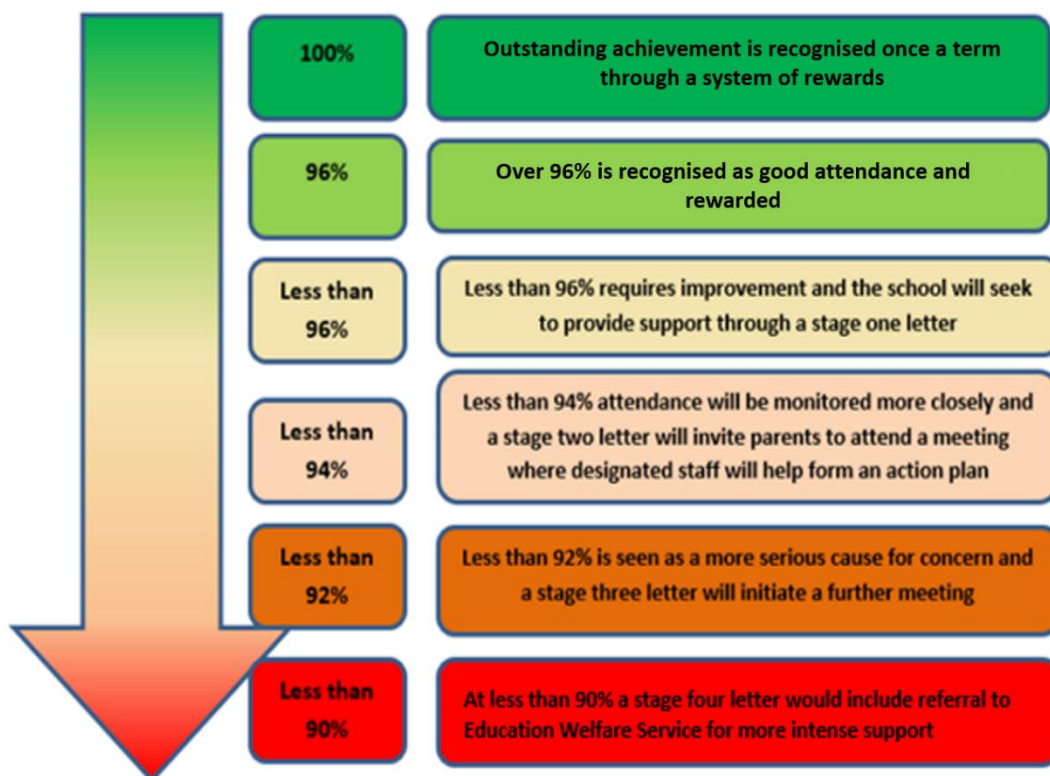 100%
Outstanding achievement is recognised once a term
through a system of rewards
96%
Over 96% is recognised as good attendance and
rewarded
Less than
96%
Less than 96% requires improvement and the school will seek
to provide support through a stage one letter
Less than
94%
Less than 94% attendance will be monitored more closely and
a stage two letter will invite parents to attend a meeting
where designated staff will help form an action plan
Less than
92%
Less than 92% is seen as a more serious cause for concern and
a stage three letter will initiate a further meeting
Less than
90%
At less than 90% a stage four letter would include referral to
Education Welfare Service for more intense support